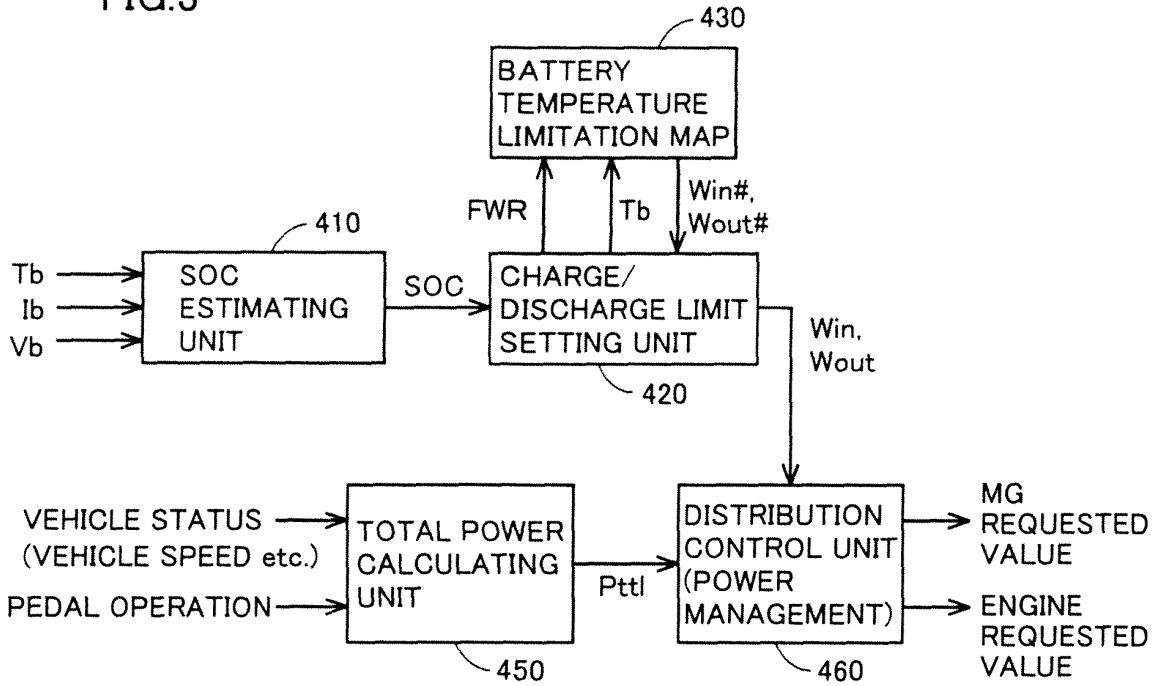 FIG.3
430
BATTERY
TEMPERATURE
LIMITATION MAP
FWR
Tb
Win#,
Wout#
410
Tb
Ib
Vb
SOC
ESTIMATING
UNIT
SOC
CHARGE/
DISCHARGE LIMIT
SETTING UNIT
420
Win,
Wout
VEHICLE STATUS
(VEHICLE SPEED etc.)
PEDAL OPERATION
TOTAL POWER
CALCULATING
UNIT
450
Pttl
DISTRIBUTION
CONTROL UNIT
(POWER
MANAGEMENT)
460
MG
REQUESTED
VALUE
ENGINE
REQUESTED
VALUE